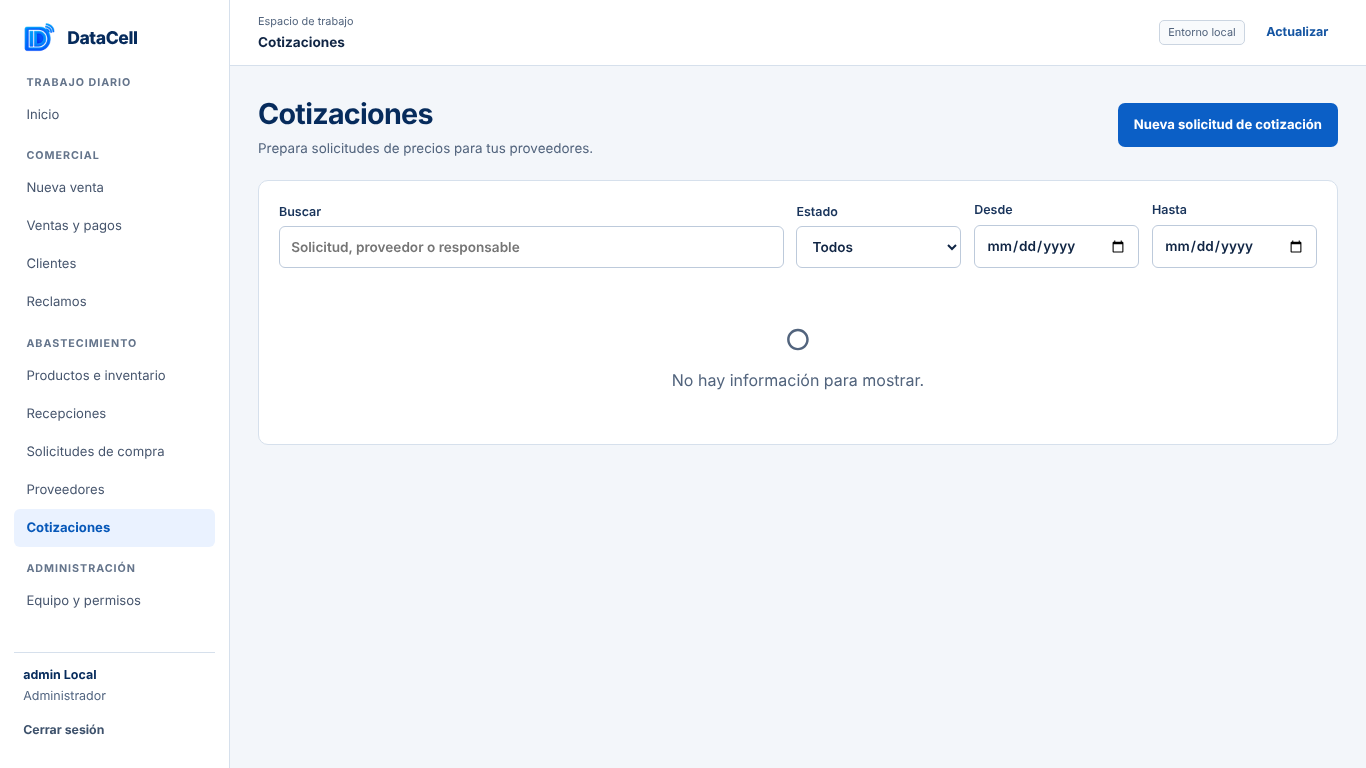 DataCell
TRABAJO DIARIO
Inicio
COMERCIAL
Nueva venta
Ventas y pagos
Clientes
Reclamos
ABASTECIMIENTO
Productos e inventario
Recepciones
Solicitudes de compra
Proveedores
Cotizaciones
ADMINISTRACIÓN
Equipo y permisos
admin Local
Administrador
Cerrar sesión
Espacio de trabajo
Cotizaciones
Entorno local
Actualizar
Cotizaciones
Prepara solicitudes de precios para tus proveedores.
Nueva solicitud de cotización
Buscar
Solicitud, proveedor o responsable
Estado
Todos
Desde
mm/dd/yyyy
Hasta
mm/dd/yyyy
No hay información para mostrar.